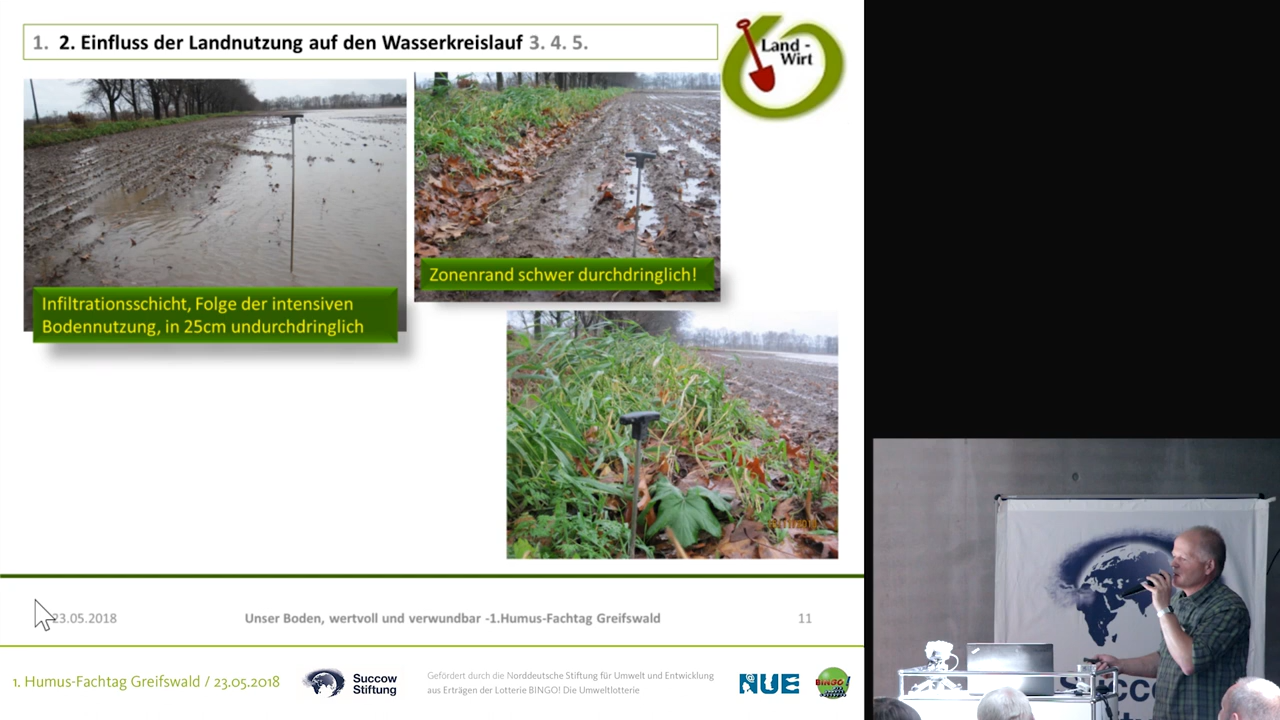 1. 2. Einfluss der Landnutzung auf den Wasserkreislauf 3. 4. 5.
Land -
Wirt
Zonenrand schwer durchdringlich!
Infiltrationsschicht, Folge der intensiven
Bodennutzung, in 25cm undurchdringlich
23.05.2018
Unser Boden, wertvoll und verwundbar -1.Humus-Fachtag Greifswald
11
1. Humus-Fachtag Greifswald / 23.05.2018
Succow
Stiftung
Gefördert durch die Norddeutsche Stiftung für Umwelt und Entwicklung
aus Erträgen der Lotterie BINGO! Die Umweltlotterie
NUE
BINGO!
Succo